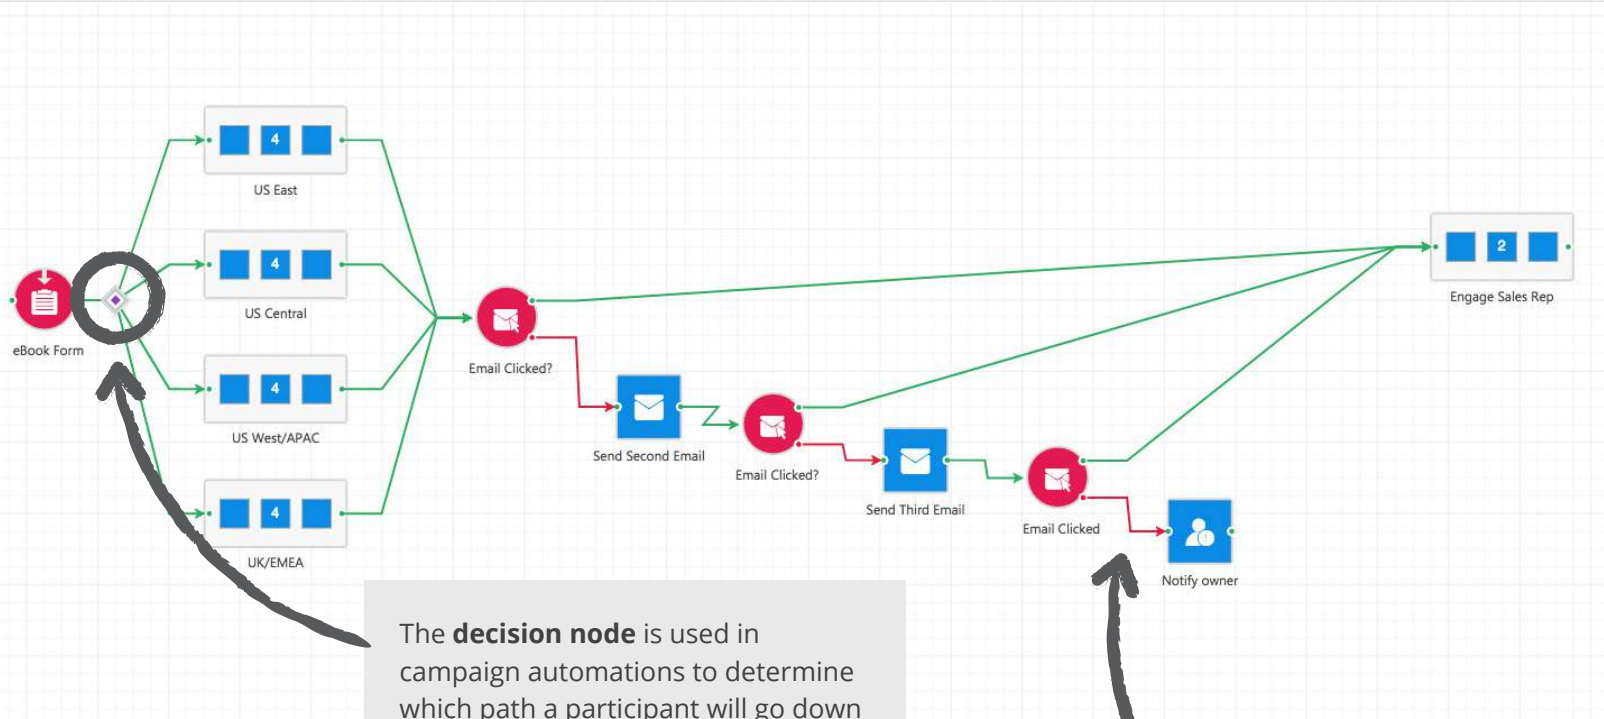 4
US East
4
US Central
eBook Form
4
US West/APAC
4
UK/EMEA
Email Clicked?
Send Second Email
Email Clicked?
Send Third Email
Email Clicked
Notify owner
2
Engage Sales Rep
The decision node is used in
campaign automations to determine
which path a participant will go down